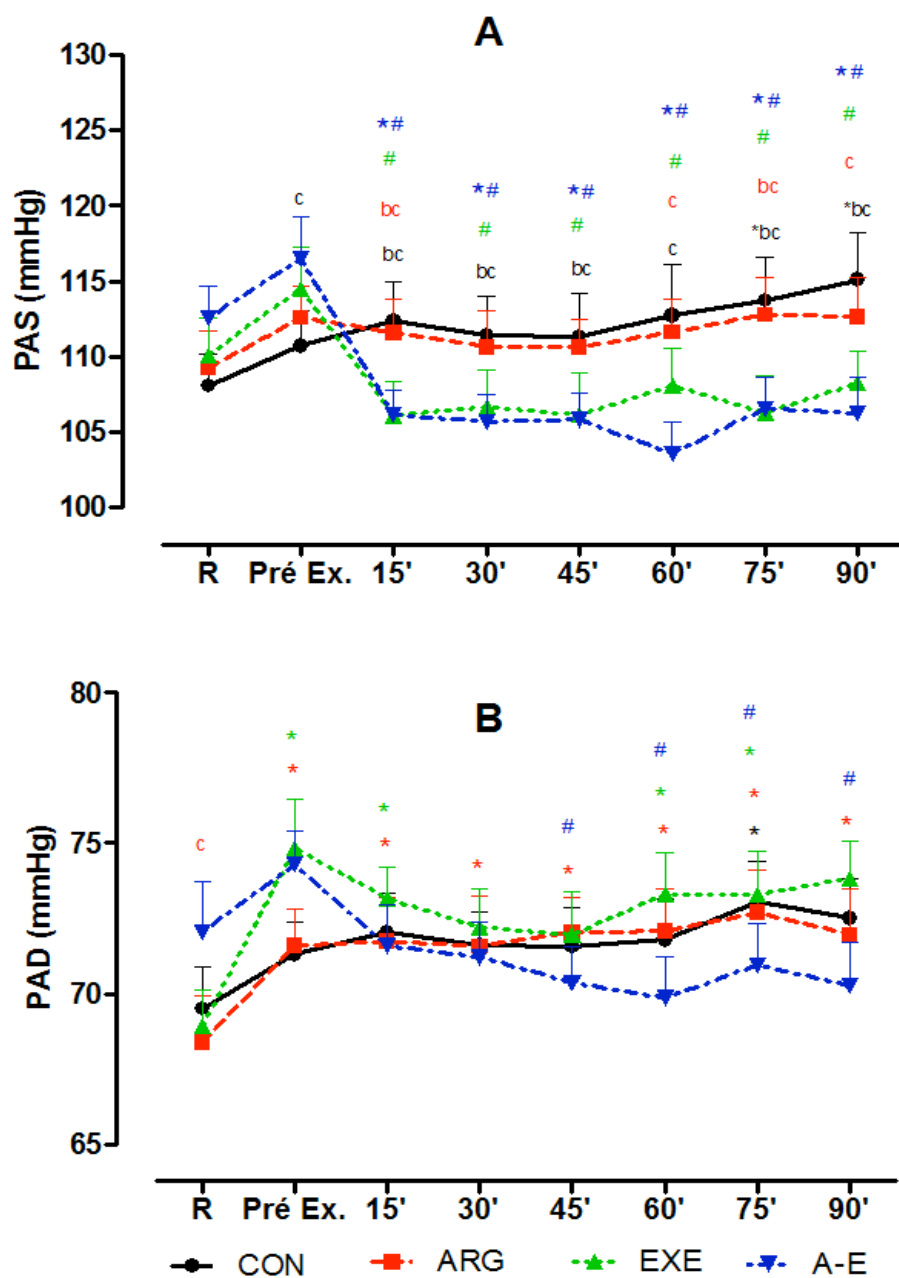 A
130
*# 
*# *# *# #
# # # c
125
120
115
110
105
100
PAS (mmHg)
*# *#
# #
bc c bc
c bc bc bc c *bc *bc
R Pré Ex. 15' 30' 45' 60' 75' 90'
B
80
75
70
65
PAD (mmHg)
#
* # * #
* * * * *
c * * * *
R Pré Ex. 15' 30' 45' 60' 75' 90'
CON ARG EXE A-E